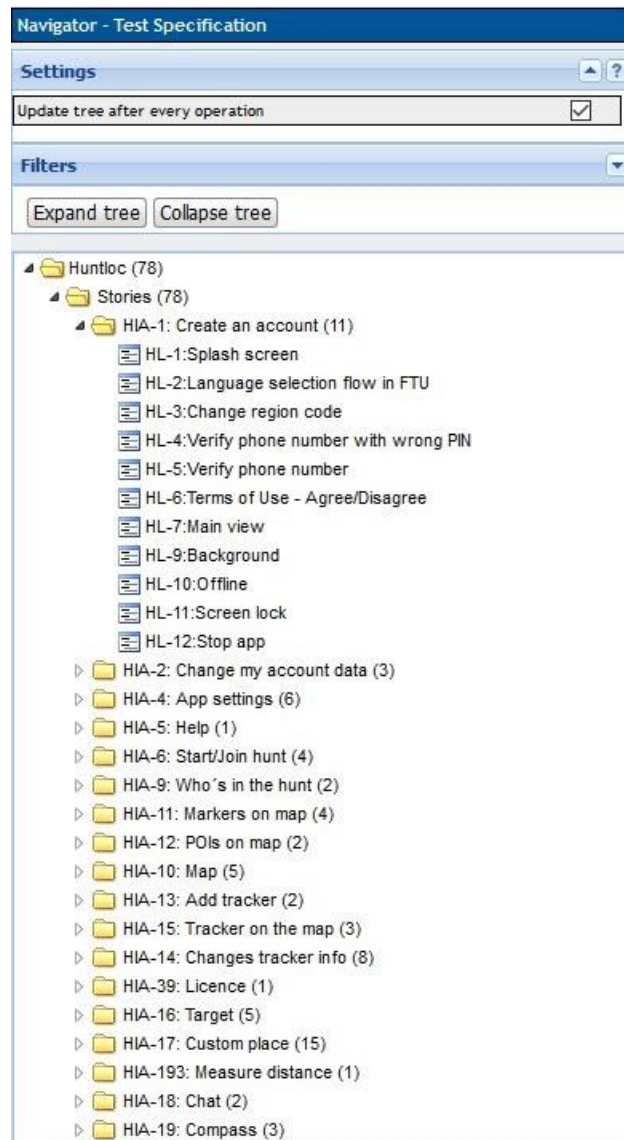 Navigator - Test Specification
Settings
?
Update tree after every operation
Filters
Expand tree Collapse tree
Huntloc (78)
Stories (78)
HIA-1: Create an account (11)
HL-1:Splash screen
HL-2:Language selection flow in FTU
HL-3:Change region code
HL-4:Verify phone number with wrong PIN
HL-5:Verify phone number
HL-6:Terms of Use - Agree/Disagree
HL-7:Main view
HL-9:Background
HL-10:Offline
HL-11:Screen lock
HL-12:Stop app
HIA-2: Change my account data (3)
HIA-4: App settings (6)
HIA-5: Help (1)
HIA-6: Start/Join hunt (4)
HIA-9: Who´s in the hunt (2)
HIA-11: Markers on map (4)
HIA-12: POIs on map (2)
HIA-10: Map (5)
HIA-13: Add tracker (2)
HIA-15: Tracker on the map (3)
HIA-14: Changes tracker info (8)
HIA-39: Licence (1)
HIA-16: Target (5)
HIA-17: Custom place (15)
HIA-193: Measure distance (1)
HIA-18: Chat (2)
HIA-19: Compass (3)